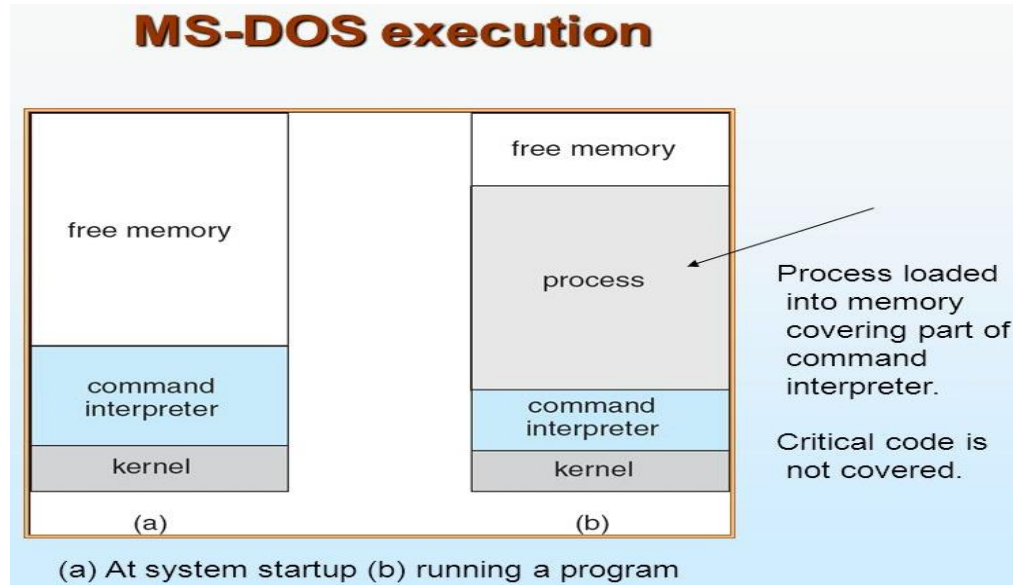 MS-DOS execution
free memory
command
interpreter
kernel
(a)
free memory
process
command
interpreter
kernel
(b)
Process loaded
into memory
covering part of
command
interpreter.
Critical code is
not covered.
(a) At system startup (b) running a program